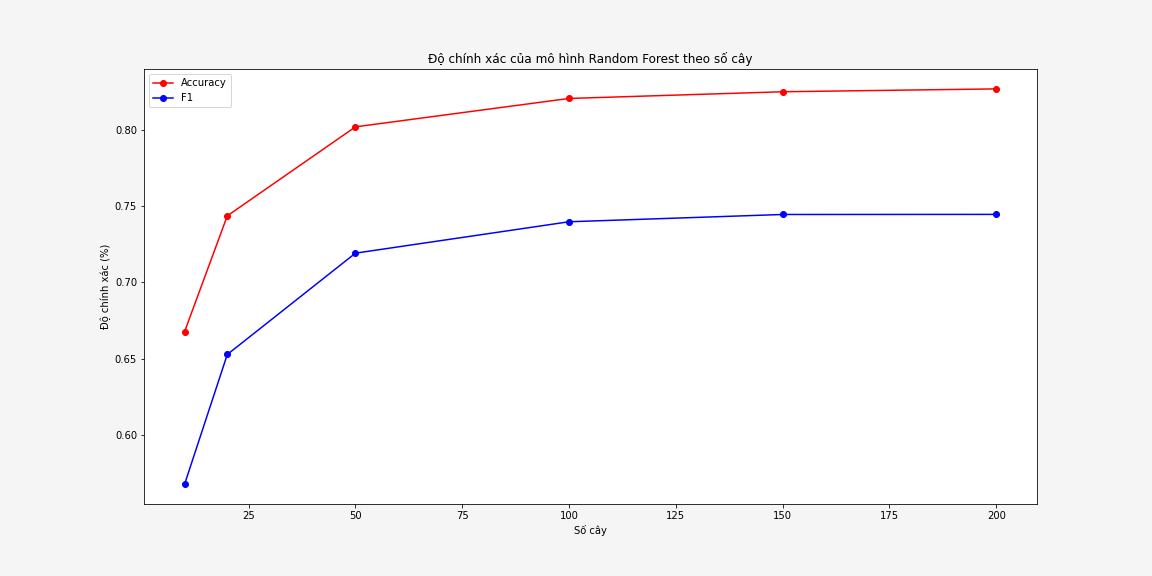 Độ chính xác của mô hình Random Forest theo số cây
Accuracy
F1
Độ chính xác (%)
0.80
0.75
0.70
0.65
0.60
25
50
75
100
125
150
175
200
Số cây